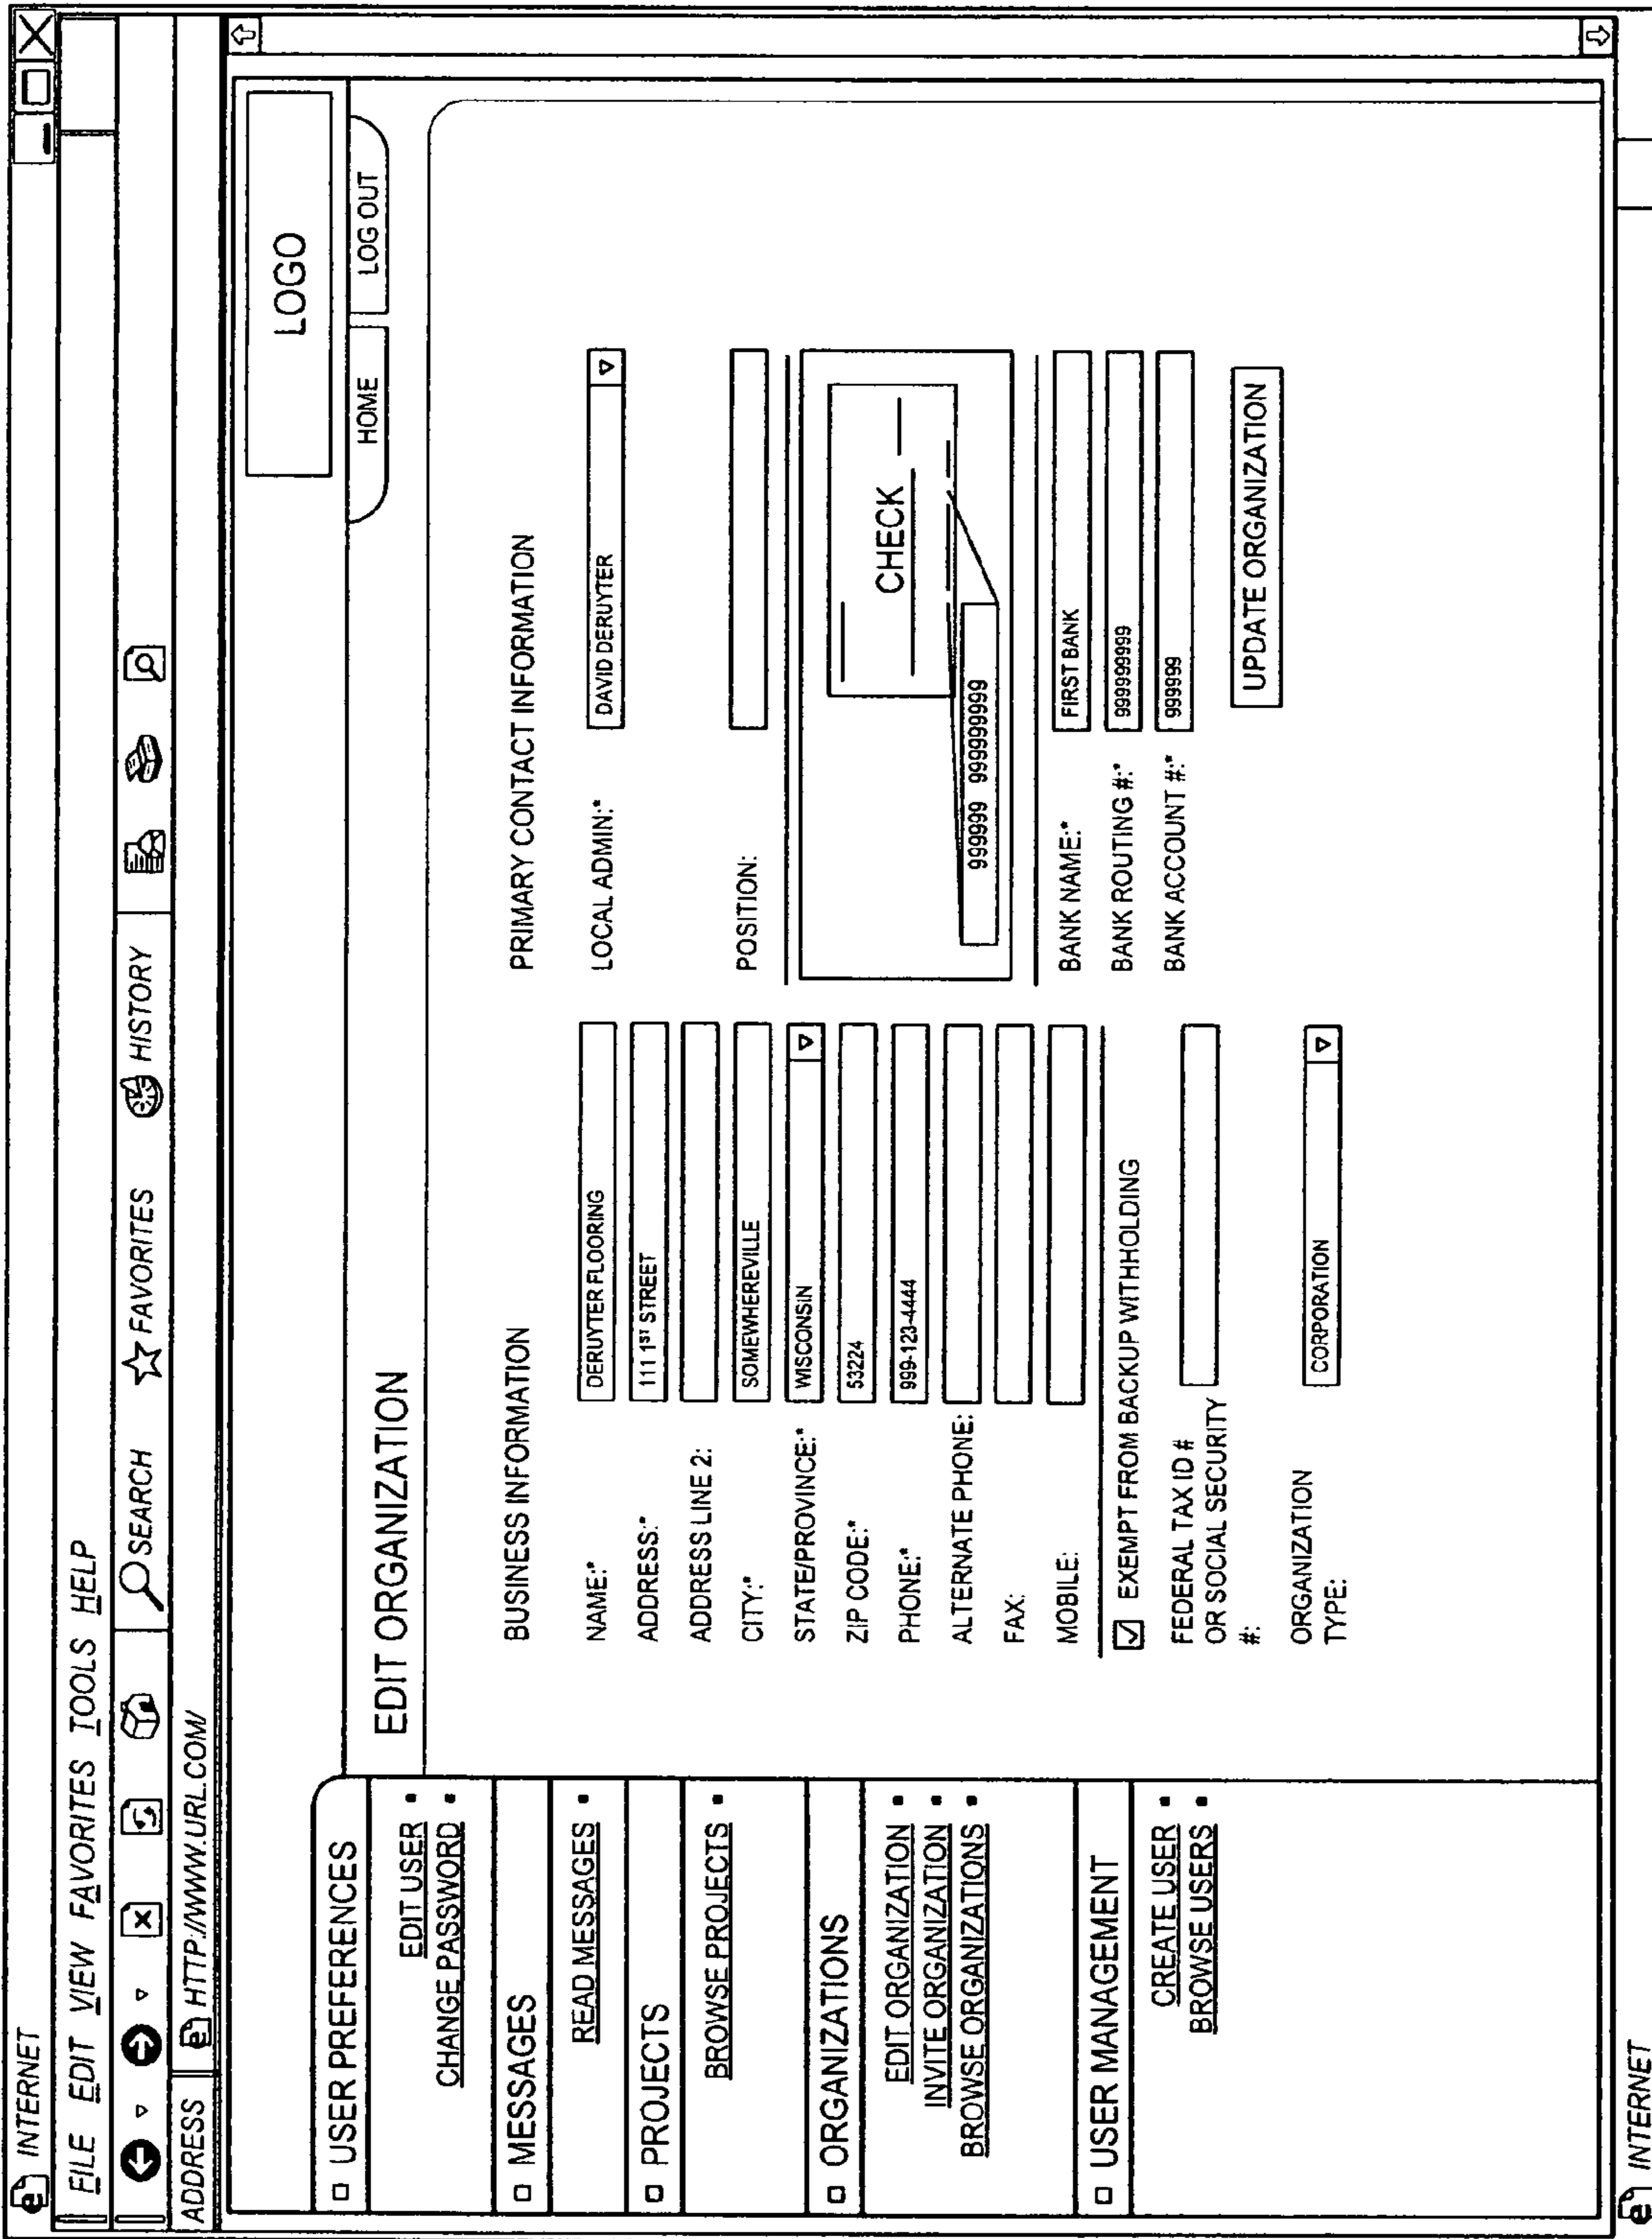 INTERNET
FILE EDIT VIEW FAVORITES TOOLS HELP
SEARCH FAVORITES HISTORY
ADDRESS HTTP://WWW.URL.COM/
LOGO
HOME LOG OUT
USER PREFERENCES
EDIT USER
CHANGE PASSWORD
MESSAGES
READ MESSAGES
PROJECTS
BROWSE PROJECTS
ORGANIZATIONS
EDIT ORGANIZATION
INVITE ORGANIZATION
BROWSE ORGANIZATIONS
USER MANAGEMENT
CREATE USER
BROWSE USERS
EDIT ORGANIZATION
BUSINESS INFORMATION
NAME:* DERUYTER FLOORING
ADDRESS:* 111 1ST STREET
ADDRESS LINE 2:
CITY:* SOMEWHEREVILLE
STATE/PROVINCE:* WISCONSIN
ZIP CODE:* 53224
PHONE:* 999-123-4444
ALTERNATE PHONE:
FAX:
MOBILE:
EXEMPT FROM BACKUP WITHHOLDING
FEDERAL TAX ID #
OR SOCIAL SECURITY
#:
ORGANIZATION
TYPE: CORPORATION
PRIMARY CONTACT INFORMATION
LOCAL ADMIN:* DAVID DERUYTER
POSITION:
CHECK
999999 999999999
BANK NAME:* FIRST BANK
BANK ROUTING #:* 999999999
BANK ACCOUNT #:* 999999
UPDATE ORGANIZATION
INTERNET